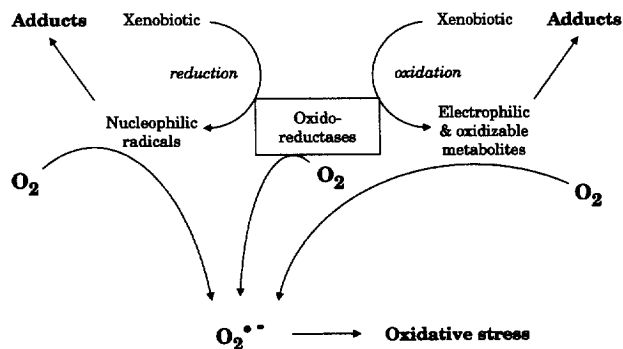 Adducts
Xenobiotic
Xenobiotic
Adducts
reduction
oxidation
Nucleophilic
radicals
Oxido-
reductases
Electrophilic
& oxidizable
metabolites
O₂
O₂
O₂
O₂•-
Oxidative stress